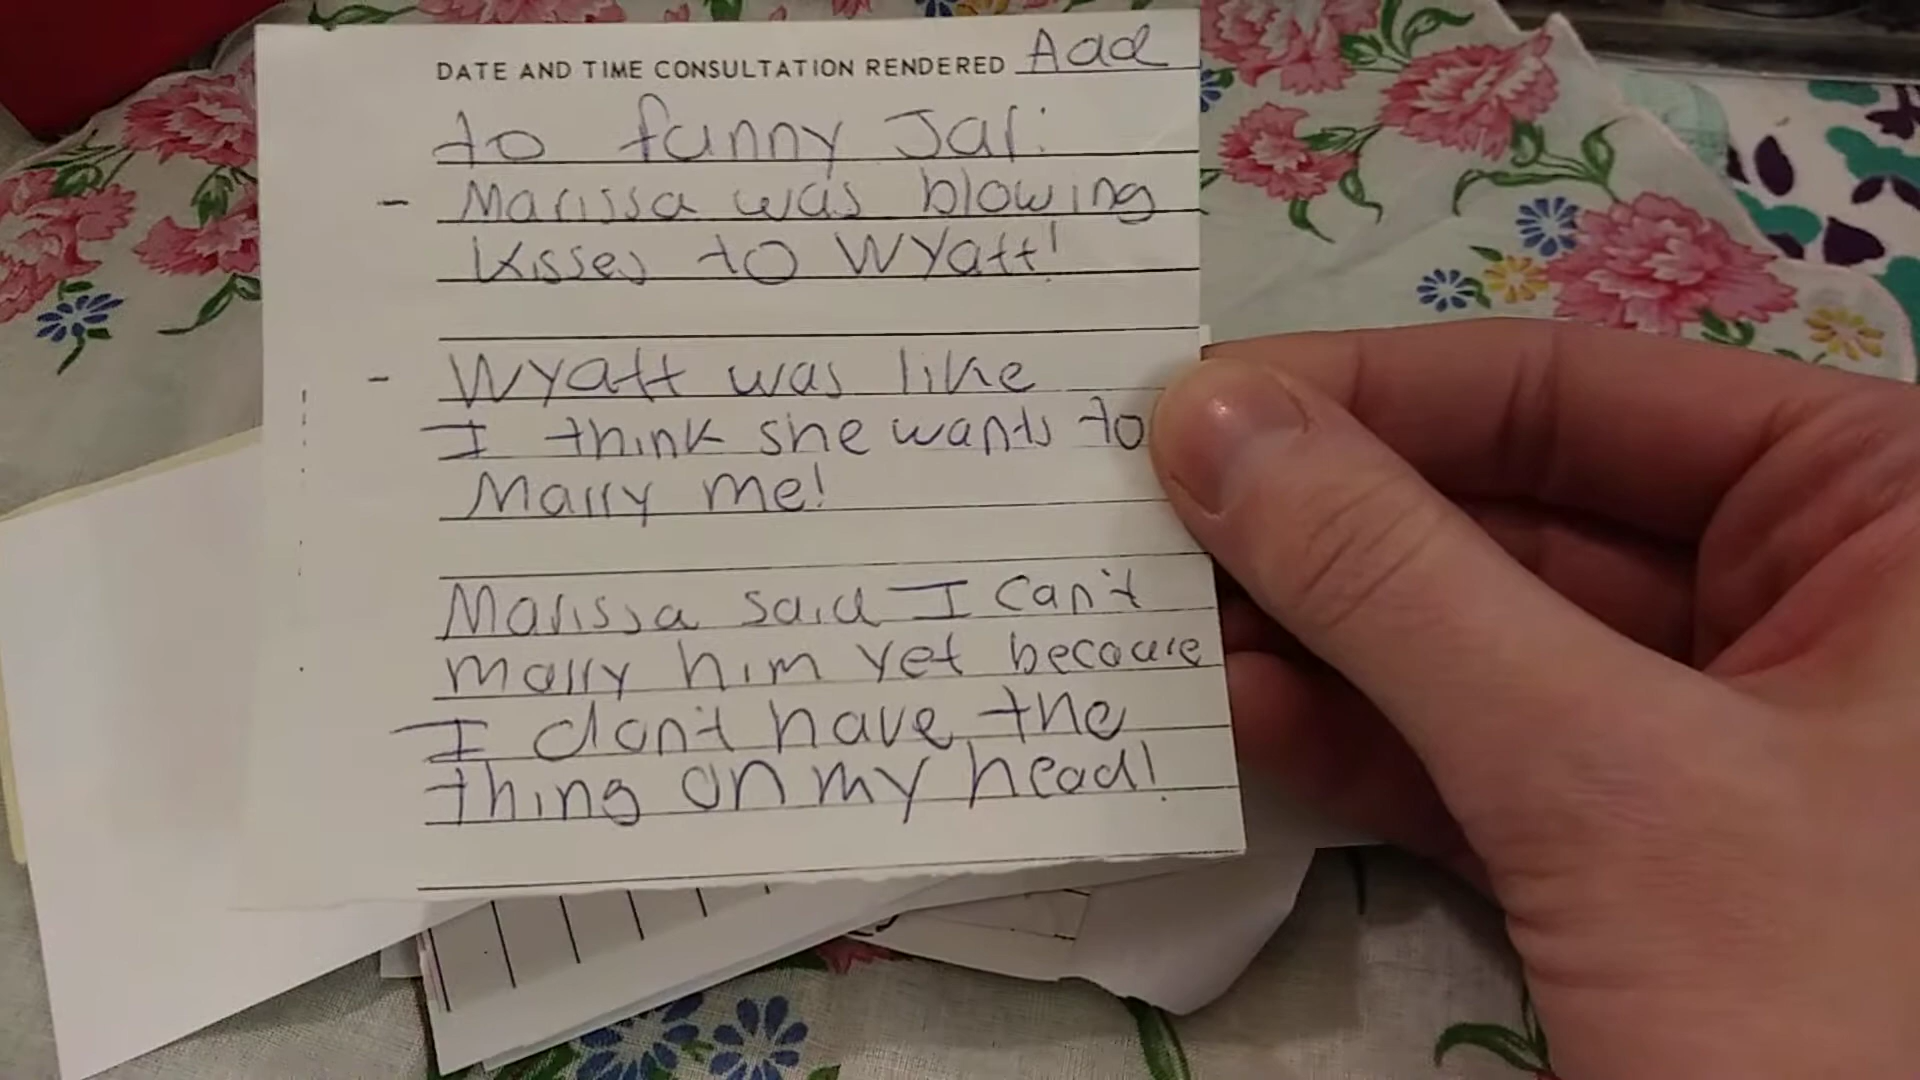 DATE AND TIME CONSULTATION RENDERED Add
to funny Jar:
- Marissa was blowing
kisses to Wyatt!
- Wyatt was like
I think she wants to
Marry me!
Marissa said I can't
marry him yet because
I don't have the
thing on my head!